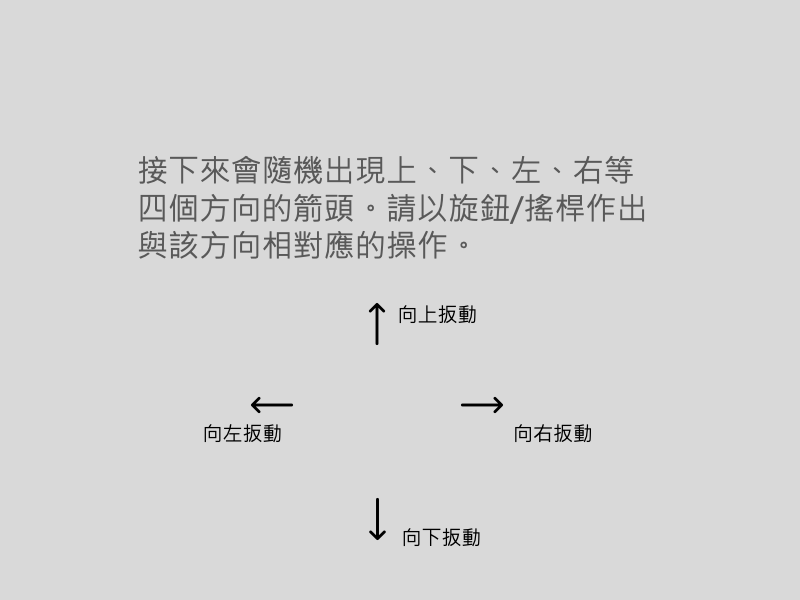 接下來會隨機出現上、下、左、右等
四個方向的箭頭。請以旋鈕/搖桿作出
與該方向相對應的操作。
向上扳動
向左扳動
向右扳動
向下扳動